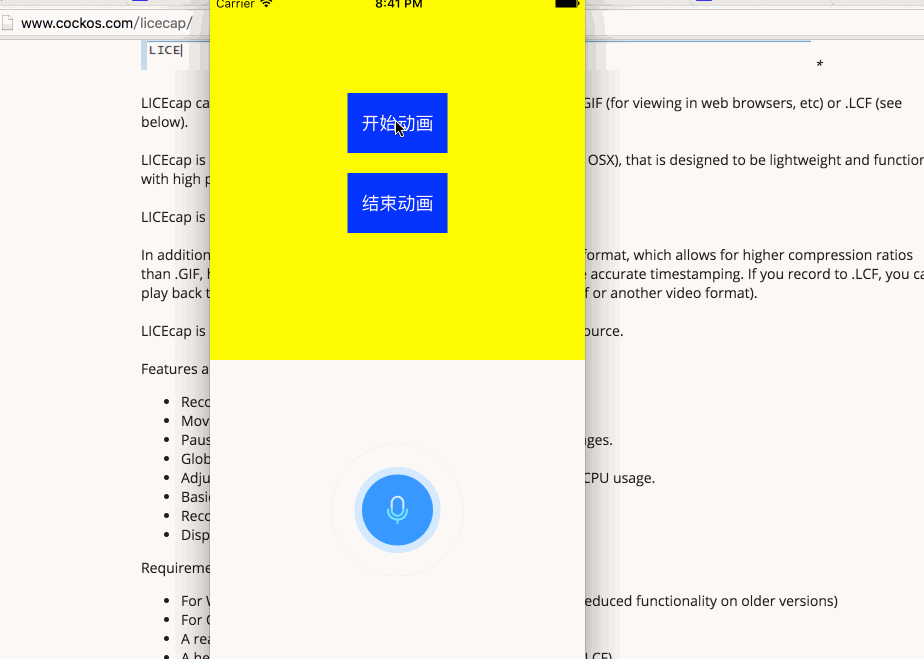 www.cockos.com/licecap/
Carrier 8:41 PM
LICE
*
LICEcap ca GIF (for viewing in web browsers, etc) or .LCF (see
below).
开始动画
LICEcap is OSX), that is designed to be lightweight and function
with high p
结束动画
LICEcap is
In addition format, which allows for higher compression ratios
than .GIF, accurate timestamping. If you record to .LCF, you ca
play back t f or another video format).
LICEcap is ource.
Features a
Reco
Mov
Paus ges.
Glob
Adju CPU usage.
Basi
Reco
Disp
Requireme
For W educed functionality on older versions)
For
A rea
A he LCF)